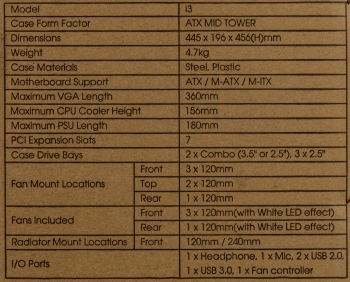 Model i3
Case Form Factor ATX MID TOWER
Dimensions 445 x 196 x 456(H)mm
Weight 4.7kg
Case Materials Steel, Plastic
Motherboard Support ATX / M-ATX / M-ITX
Maximum VGA Length 360mm
Maximum CPU Cooler Height 156mm
Maximum PSU Length 180mm
PCI Expansion Slots 7
Case Drive Bays 2 x Combo (3.5" or 2.5"), 3 x 2.5"
Fan Mount Locations Front 3 x 120mm
Top 2 x 120mm
Rear 1 x 120mm
Fans Included Front 3 x 120mm(with White LED effect)
Rear 1 x 120mm(with White LED effect)
Radiator Mount Locations Front 120mm / 240mm
I/O Ports 1 x Headphone, 1 x Mic, 2 x USB 2.0,
1 x USB 3.0, 1 x Fan controller